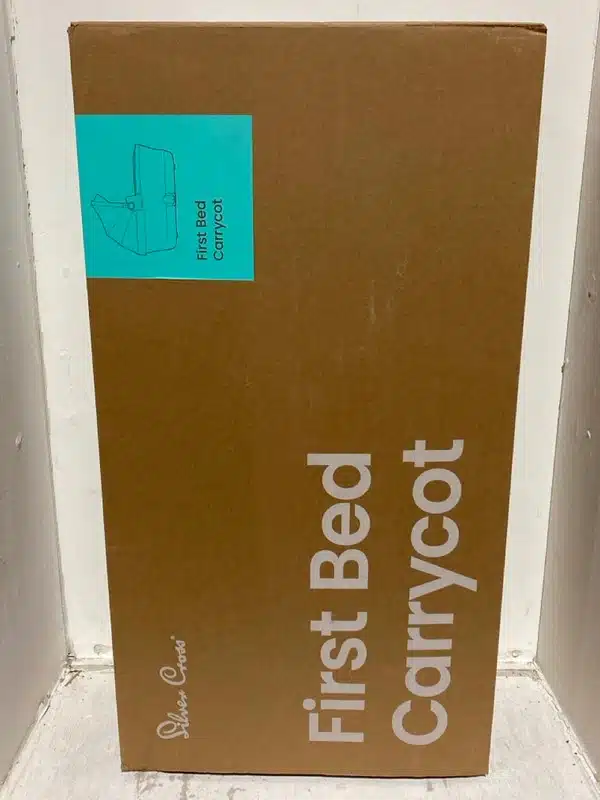 First Bed
Carrycot
Silver Cross
First Bed
Carrycot